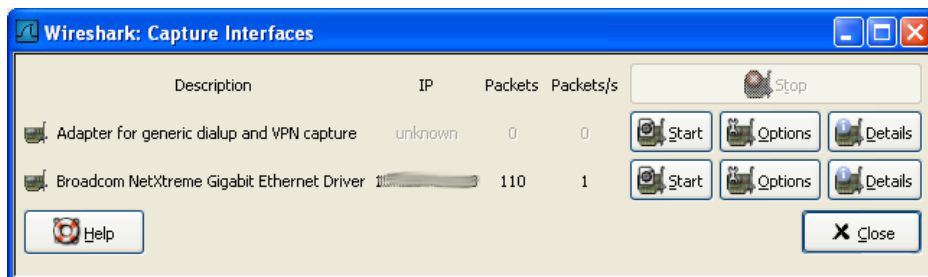 Wireshark: Capture Interfaces
Description IP Packets Packets/s Stop
Adapter for generic dialup and VPN capture unknown 0 0 Start Options Details
Broadcom NetXtreme Gigabit Ethernet Driver 110 1 Start Options Details
Help Close